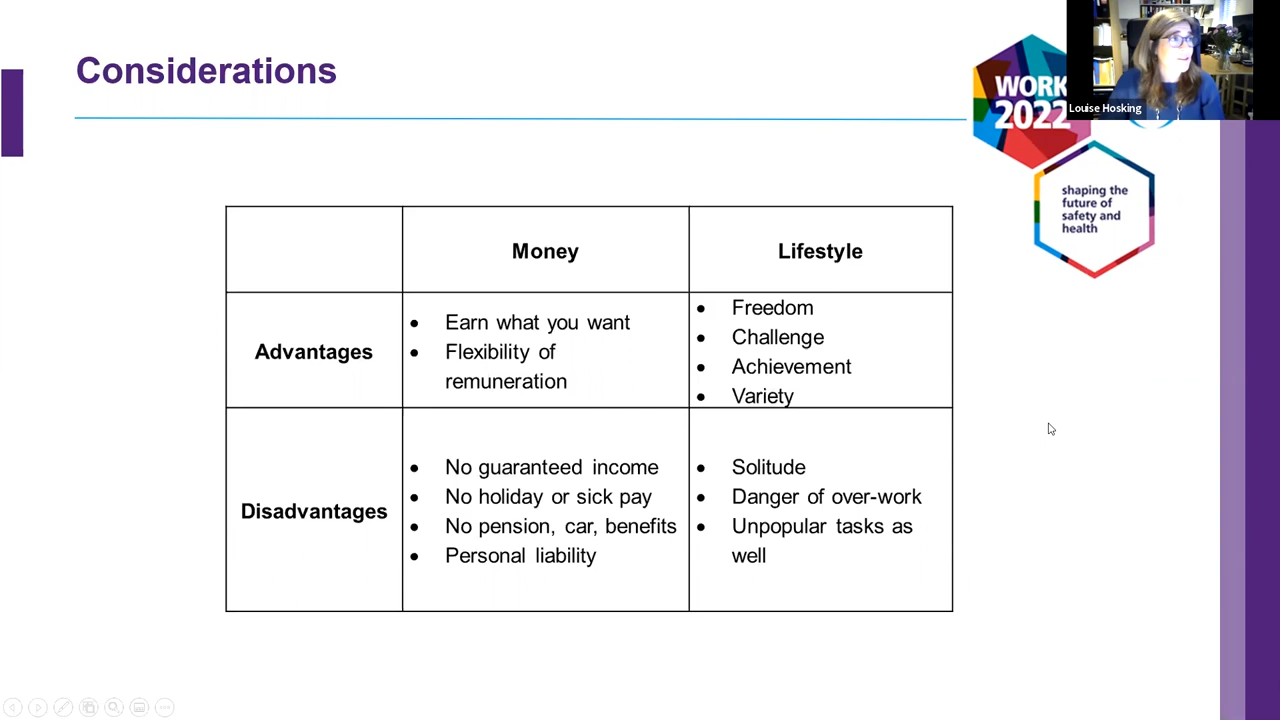 Considerations
WORK
2022
Louise Hosking
shaping the
future of
safety and
health
Money
Lifestyle
Advantages
Earn what you want
Flexibility of
remuneration
Freedom
Challenge
Achievement
Variety
Disadvantages
No guaranteed income
No holiday or sick pay
No pension, car, benefits
Personal liability
Solitude
Danger of over-work
Unpopular tasks as
well